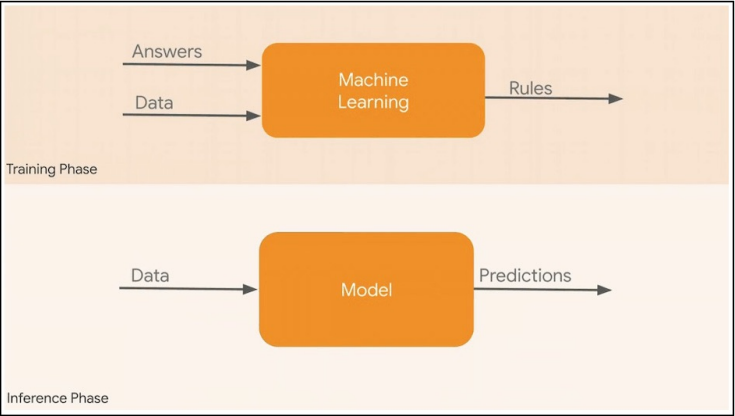 Answers
Data
Machine
Learning
Rules
Training Phase
Data
Model
Predictions
Inference Phase